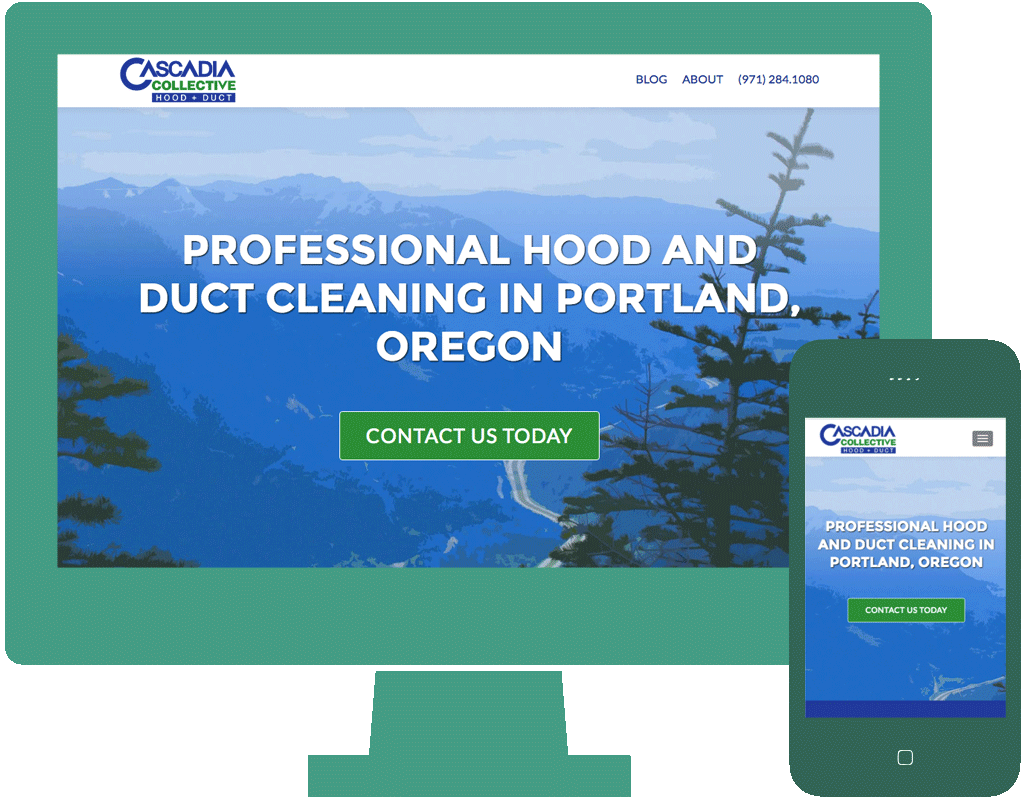 CASCADIA
COLLECTIVE
HOOD + DUCT
BLOG ABOUT (971) 284.1080
PROFESSIONAL HOOD AND
DUCT CLEANING IN PORTLAND,
OREGON
CONTACT US TODAY
CASCADIA
COLLECTIVE
HOOD + DUCT
PROFESSIONAL HOOD
AND DUCT CLEANING IN
PORTLAND, OREGON
CONTACT US TODAY